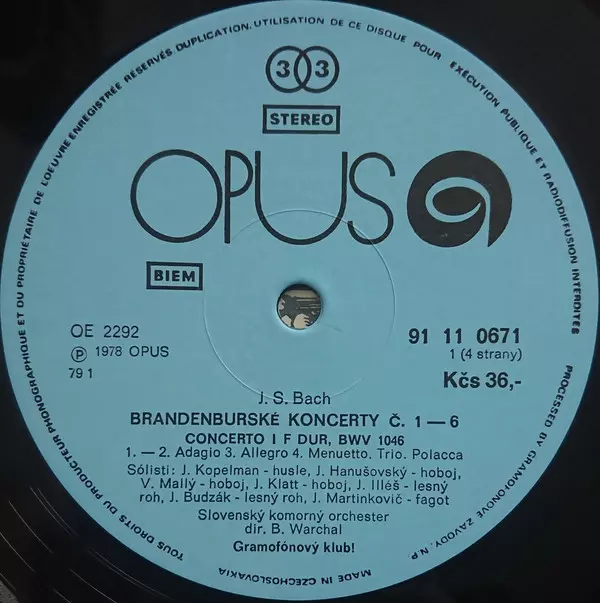 TOUS DROITS DU PRODUCTEUR PHONOGRAPHIQUE ET DU PROPRIÉTAIRE DE L'OEUVRE ENREGISTRÉE RÉSERVÉS DUPLICATION, UTILISATION DE CE DISQUE POUR EXÉCUTION PUBLIQUE ET RADIODIFFUSION INTERDITES
33
STEREO
OPUS
BIEM
OE 2292
℗ 1978 OPUS
79 1
91 11 0671
1 (4 strany)
Kčs 36,-
J. S. Bach
BRANDENBURSKÉ KONCERTY Č. 1 — 6
CONCERTO I F DUR, BWV 1046
1. — 2. Adagio 3. Allegro 4. Menuetto. Trio. Polacca
Sólisti: J. Kopelman - husle, J. Hanušovský - hoboj,
V. Mallý - hoboj, J. Klatt - hoboj, J. Illéš - lesný
roh, J. Budzák - lesný roh, J. Martinkovič - fagot
Slovenský komorný orchester
dir. B. Warchal
Gramofónový klub!
MADE IN CZECHOSLOVAKIA
PROCESSED BY GRAMOFONOVÉ ZÁVODY, N. P.